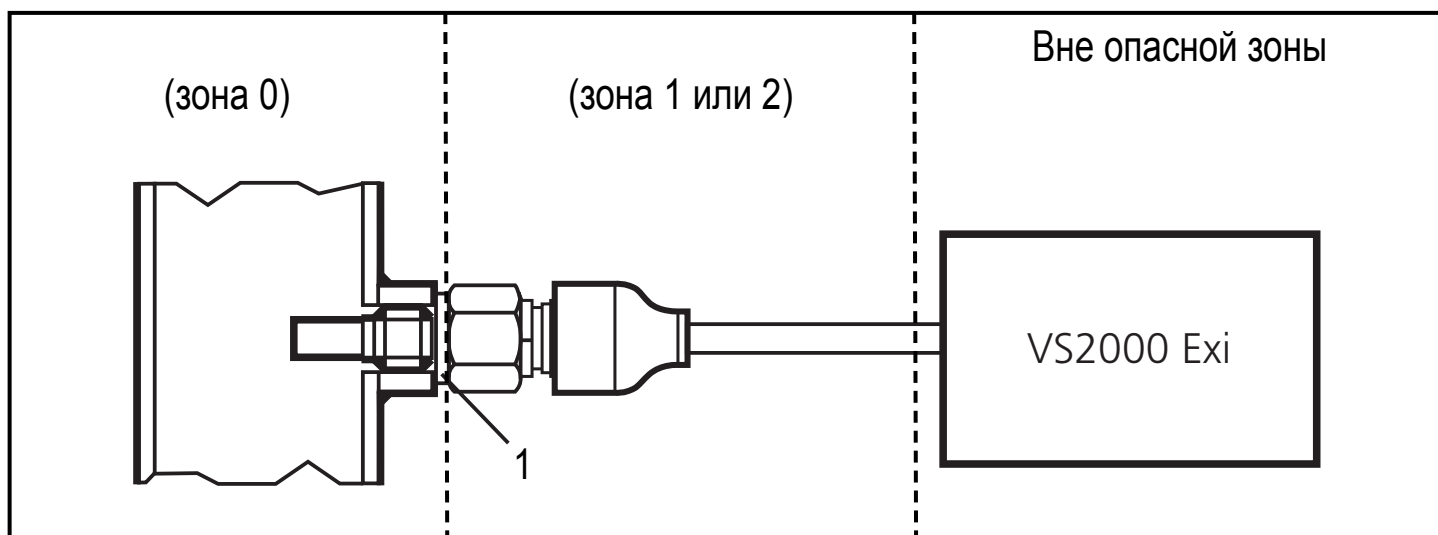 Вне опасной зоны
(зона 0)
(зона 1 или 2)
VS2000 Exi
1